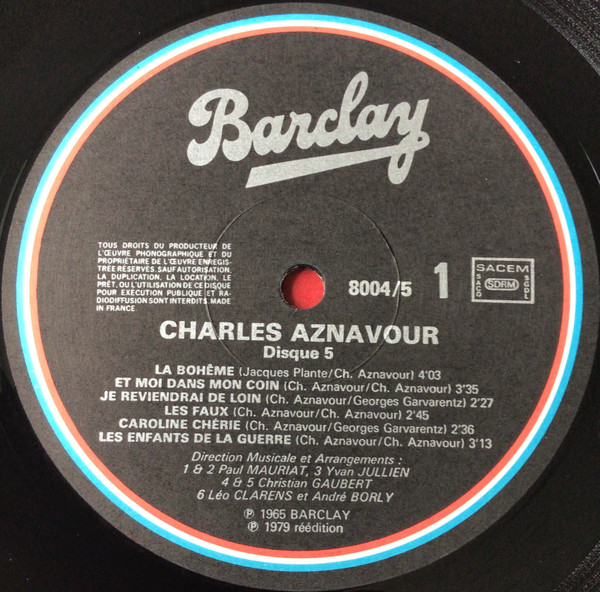 Barclay
TOUS DROITS DU PRODUCTEUR DE
L'ŒUVRE PHONOGRAPHIQUE ET DU
PROPRIÉTAIRE DE L'ŒUVRE ENREGIS-
TRÉE RÉSERVÉS. SAUF AUTORISATION,
LA DUPLICATION, LA LOCATION, LE
PRÊT, OU L'UTILISATION DE CE DISQUE
POUR EXÉCUTION PUBLIQUE ET RA-
DIODIFFUSION SONT INTERDITS. MADE
IN FRANCE.
8004/5 1
SACEM
SACD SDRM SGDL
CHARLES AZNAVOUR
Disque 5
LA BOHÊME (Jacques Plante/Ch. Aznavour) 4'03
ET MOI DANS MON COIN (Ch. Aznavour/Ch. Aznavour) 3'35
JE REVIENDRAI DE LOIN (Ch. Aznavour/Georges Garvarentz) 2'27
LES FAUX (Ch. Aznavour/Ch. Aznavour) 2'45
CAROLINE CHÉRIE (Ch. Aznavour/Georges Garvarentz) 2'36
LES ENFANTS DE LA GUERRE (Ch. Aznavour/Ch. Aznavour) 3'13
Direction Musicale et Arrangements :
1 & 2 Paul MAURIAT, 3 Yvan JULLIEN
4 & 5 Christian GAUBERT
6 Léo CLARENS et André BORLY
℗ 1965 BARCLAY
℗ 1979 réédition